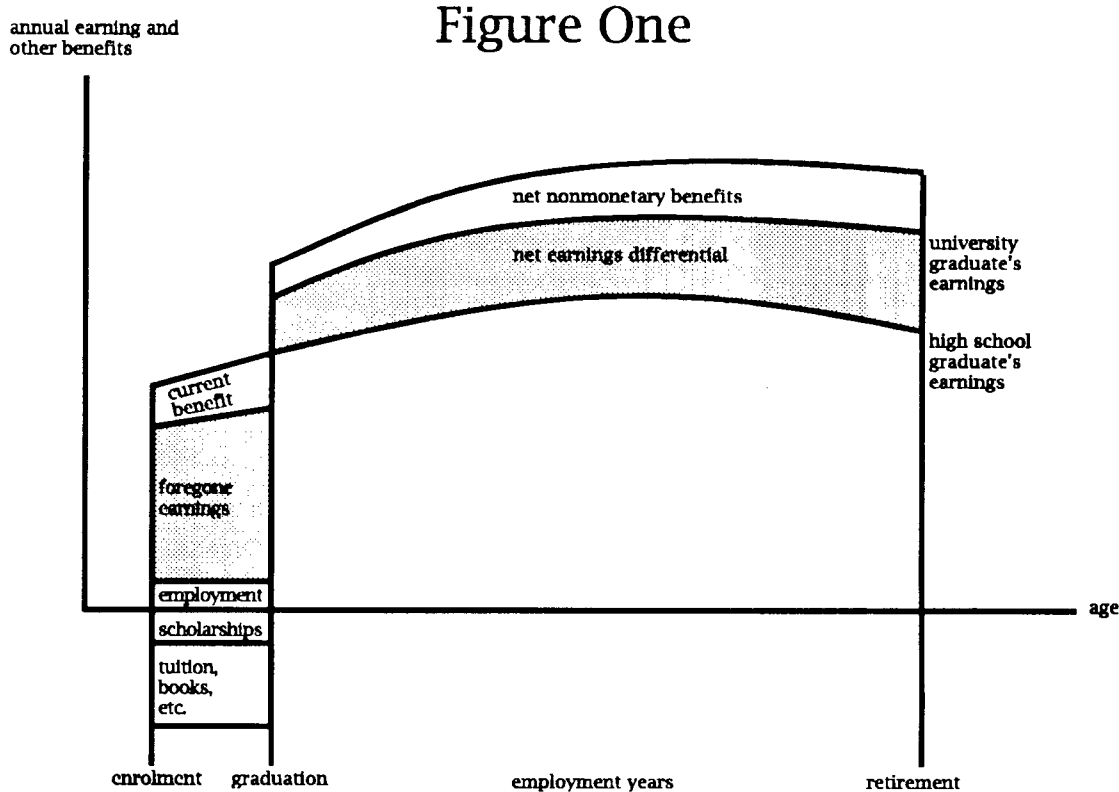 Figure One
annual earning and
other benefits
net nonmonetary benefits
net earnings differential
university
graduate's
earnings
high school
graduate's
earnings
current
benefit
foregone
earnings
employment
age
scholarships
tuition,
books,
etc.
enrolment
graduation
employment years
retirement